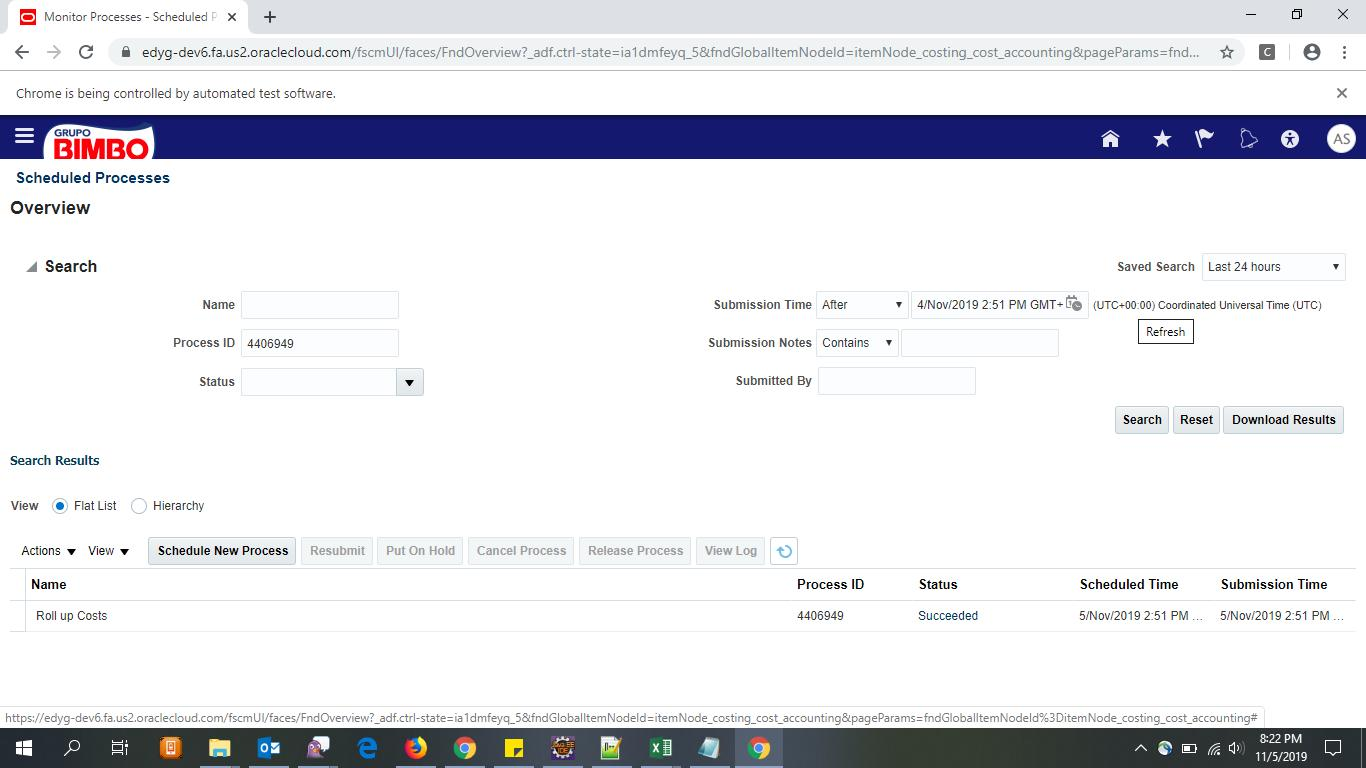 Monitor Processes - Scheduled P
edyg-dev6.fa.us2.oraclecloud.com/fscmUI/faces/FndOverview?_adf.ctrl-state=ia1dmfeyq_5&fndGlobalItemNodeId=itemNode_costing_cost_accounting&pageParams=fnd...
C
Chrome is being controlled by automated test software.
GRUPO
BIMBO
AS
Scheduled Processes
Overview
Search
Saved Search Last 24 hours
Name
Submission Time After 4/Nov/2019 2:51 PM GMT+ (UTC+00:00) Coordinated Universal Time (UTC)
Refresh
Process ID 4406949
Submission Notes Contains
Status
Submitted By
Search Reset Download Results
Search Results
View Flat List Hierarchy
Actions View Schedule New Process Resubmit Put On Hold Cancel Process Release Process View Log
Name Process ID Status Scheduled Time Submission Time
Roll up Costs 4406949 Succeeded 5/Nov/2019 2:51 PM ... 5/Nov/2019 2:51 PM ...
https://edyg-dev6.fa.us2.oraclecloud.com/fscmUI/faces/FndOverview?_adf.ctrl-state=ia1dmfeyq_5&fndGlobalItemNodeId=itemNode_costing_cost_accounting&pageParams=fndGlobalItemNodeId%3DitemNode_costing_cost_accounting#
8:22 PM
11/5/2019